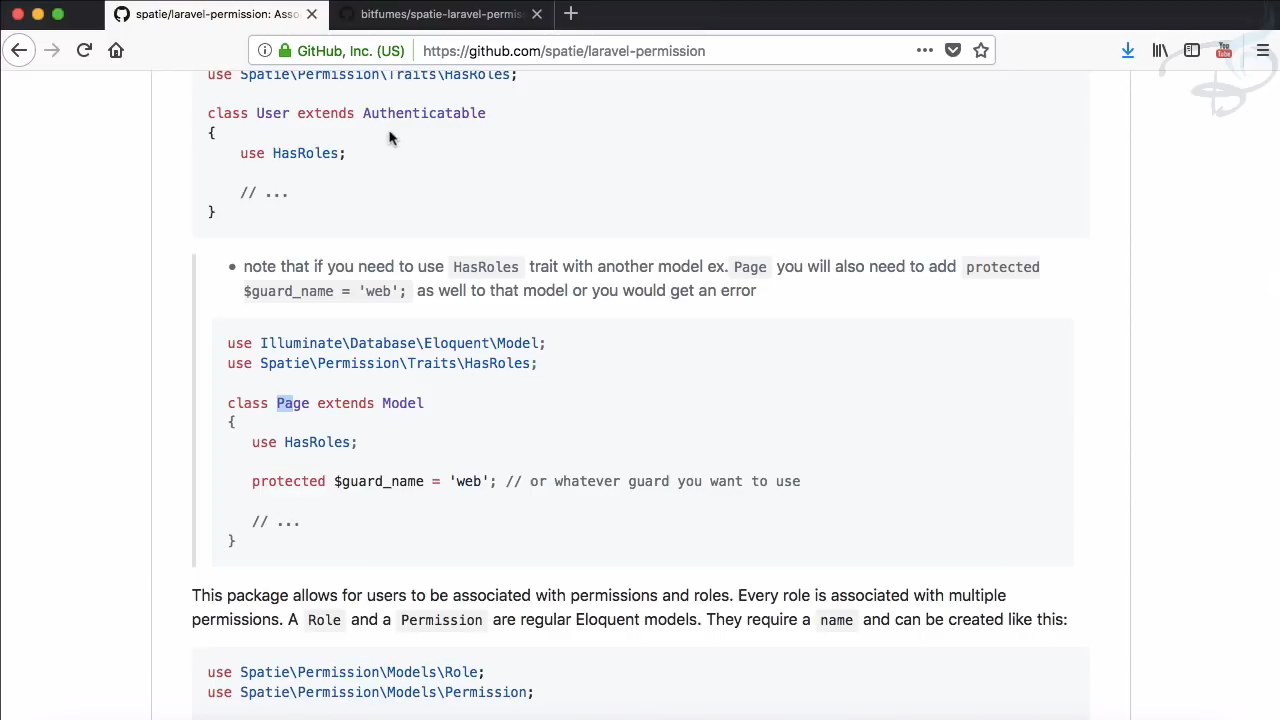 spatie/laravel-permission: Asso
bitfumes/spatie-laravel-permis
GitHub, Inc. (US)
https://github.com/spatie/laravel-permission
You
Tube
use Spatie\Permission\Traits\HasRoles;
class User extends Authenticatable
{
use HasRoles;
// ...
}
• note that if you need to use HasRoles trait with another model ex. Page you will also need to add protected
$guard_name = 'web'; as well to that model or you would get an error
use Illuminate\Database\Eloquent\Model;
use Spatie\Permission\Traits\HasRoles;
class Page extends Model
{
use HasRoles;
protected $guard_name = 'web'; // or whatever guard you want to use
// ...
}
This package allows for users to be associated with permissions and roles. Every role is associated with multiple
permissions. A Role and a Permission are regular Eloquent models. They require a name and can be created like this:
use Spatie\Permission\Models\Role;
use Spatie\Permission\Models\Permission;